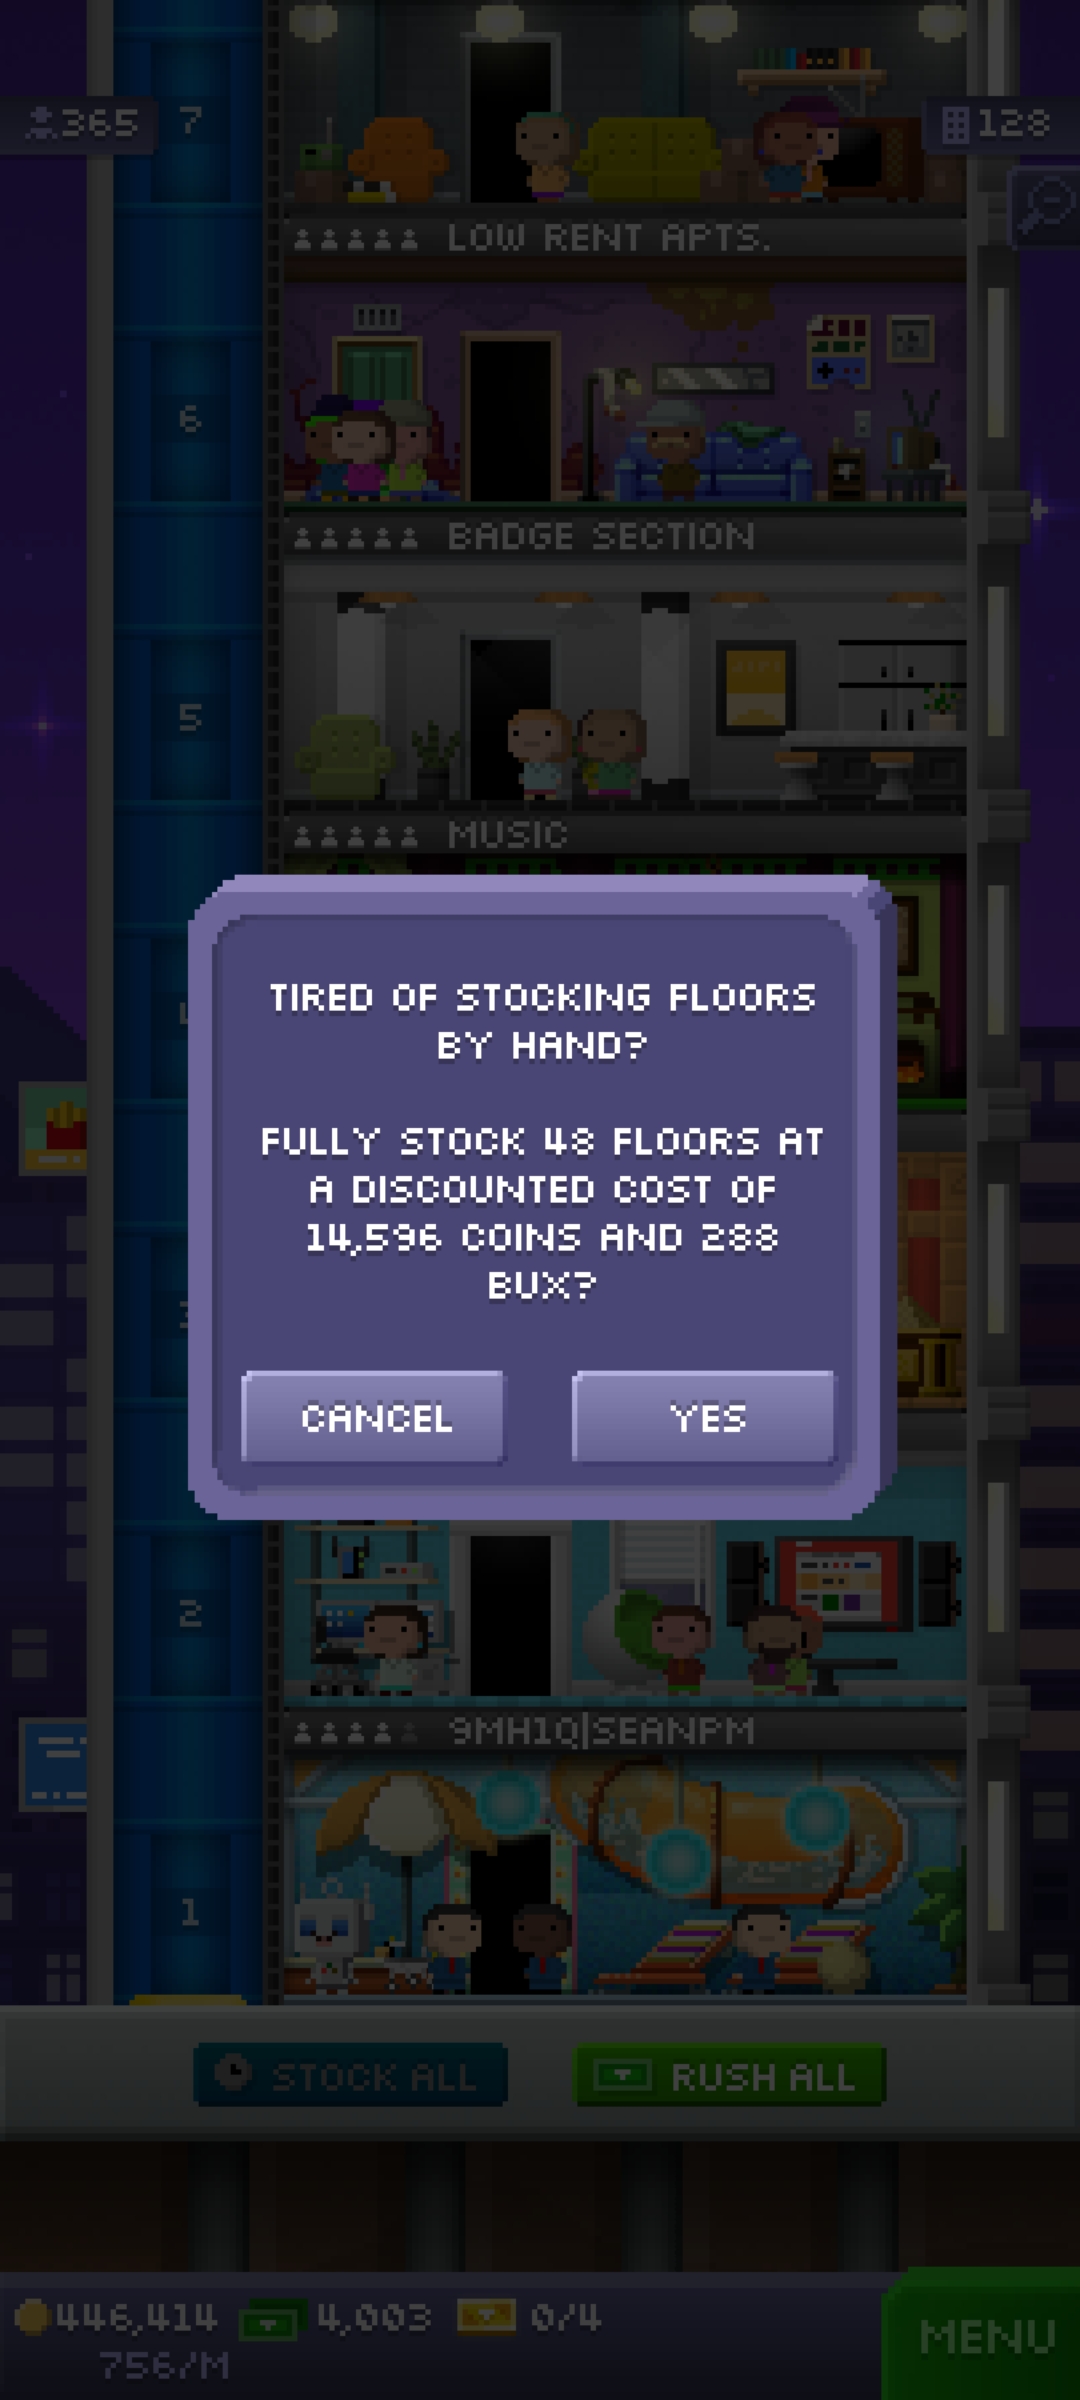 365
7
128
LOW RENT APTS.
6
BADGE SECTION
5
MUSIC
TIRED OF STOCKING FLOORS
BY HAND?
FULLY STOCK 48 FLOORS AT
A DISCOUNTED COST OF
14,596 COINS AND 288
BUX?
CANCEL
YES
2
9MH1Q|SEANPM
1
STOCK ALL
RUSH ALL
446,414
4,003
0/4
756/M
MENU